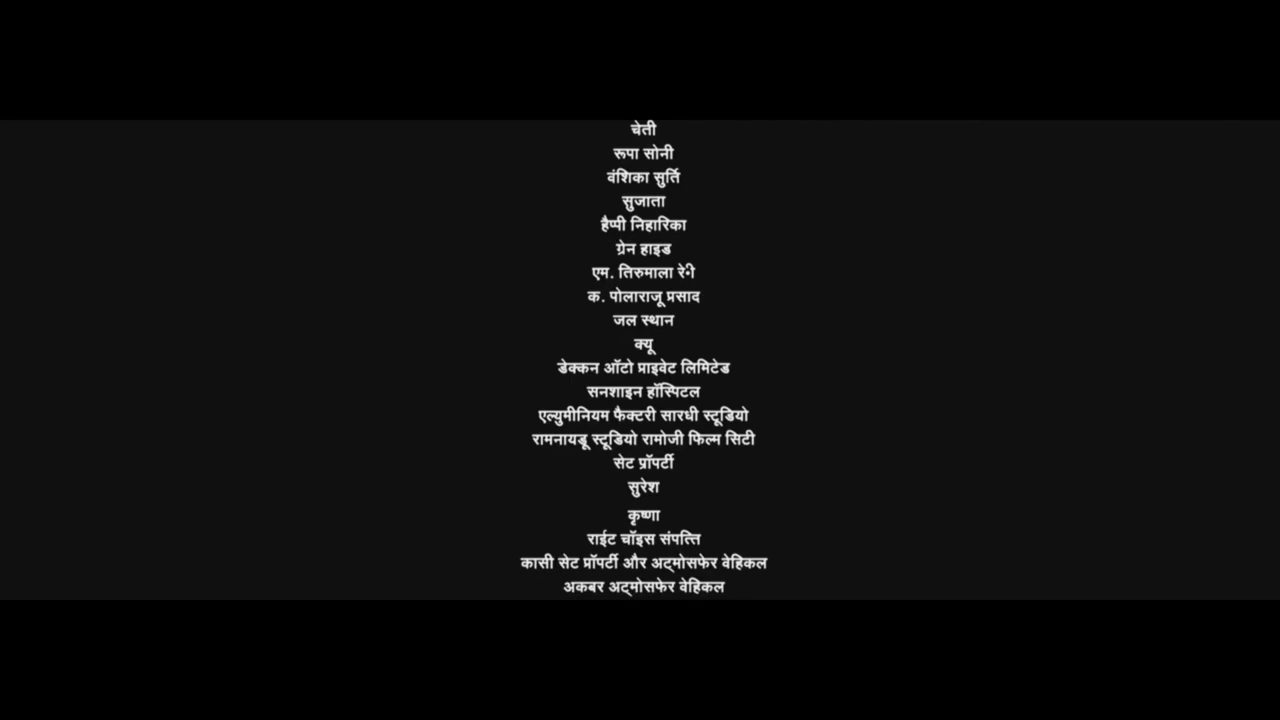 चेती
रूपा सोनी
वंशिका सुर्ति
सुजाता
हैप्पी निहारिका
ग्रेन हाइड
एम. तिरुमाला
क. पोलाराजू प्रसाद
जल स्थान
क्यू
डेक्कन ऑटो प्राइवेट लिमिटेड
सनशाइन हॉस्पिटल
एल्युमीनियम फैक्टरी सारधी स्टूडियो
रामनायडू स्टूडियो रामोजी फिल्म सिटी
सेट प्रॉपर्टी
सुरेश
कृष्णा
राईट चॉइस संपत्ति
कासी सेट प्रॉपर्टी और अट्मोसफेर वेहिकल
अकबर अट्मोसफेर वेहिकल